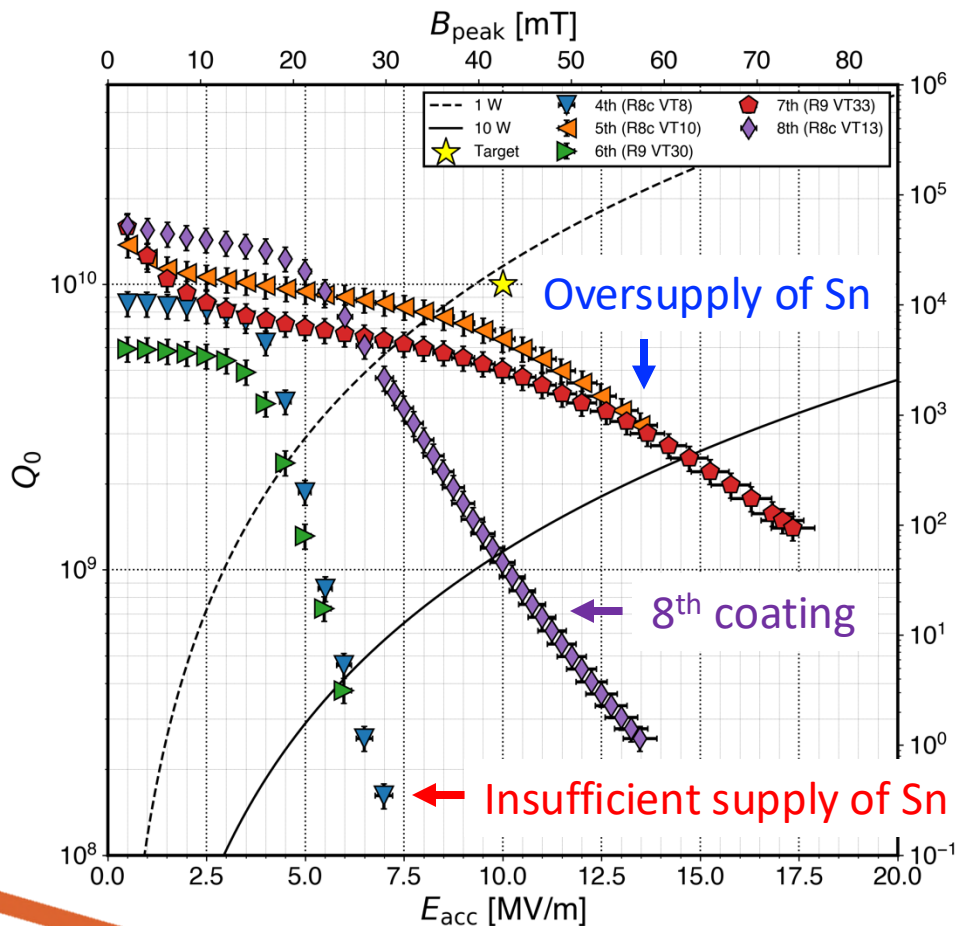 B_peak [mT]
0 10 20 30 40 50 60 70 80
1 W
10 W
Target
4th (R8c VT8)
5th (R8c VT10)
6th (R9 VT30)
7th (R9 VT33)
8th (R8c VT13)
10^10
10^9
10^8
Q_0
10^6
10^5
10^4
10^3
10^2
10^1
10^0
10^-1
Oversupply of Sn
8th coating
Insufficient supply of Sn
0.0 2.5 5.0 7.5 10.0 12.5 15.0 17.5 20.0
E_acc [MV/m]